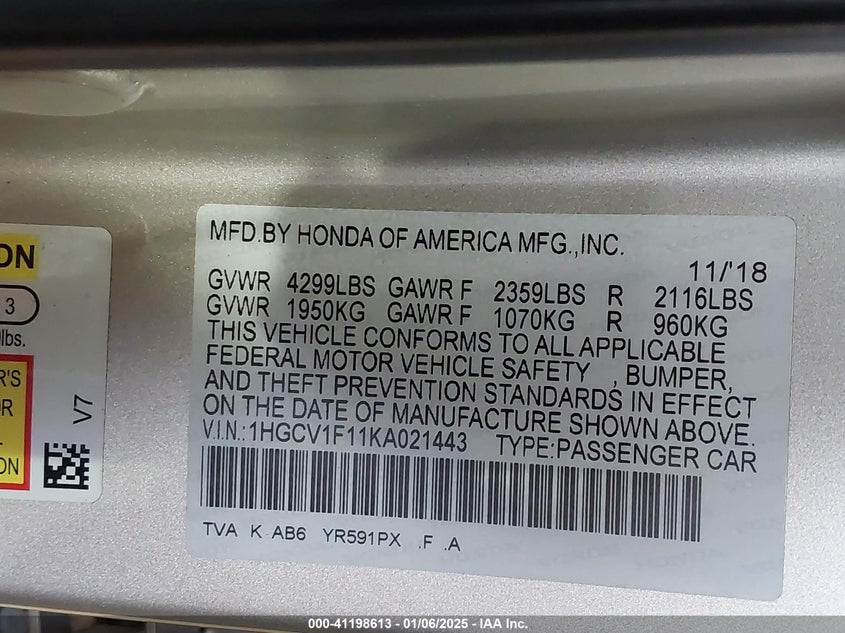 MFD.BY HONDA OF AMERICA MFG.,INC.
11/'18
GVWR 4299LBS GAWR F 2359LBS R 2116LBS
GVWR 1950KG GAWR F 1070KG R 960KG
THIS VEHICLE CONFORMS TO ALL APPLICABLE
FEDERAL MOTOR VEHICLE SAFETY , BUMPER,
AND THEFT PREVENTION STANDARDS IN EFFECT
ON THE DATE OF MANUFACTURE SHOWN ABOVE.
V.I.N.:1HGCV1F11KA021443 TYPE:PASSENGER CAR
TVA K AB6 YR591PX .F .A
ON
3
lbs.
R'S
OR
L-
ON
V7
000-41198613 - 01/06/2025 - IAA Inc.